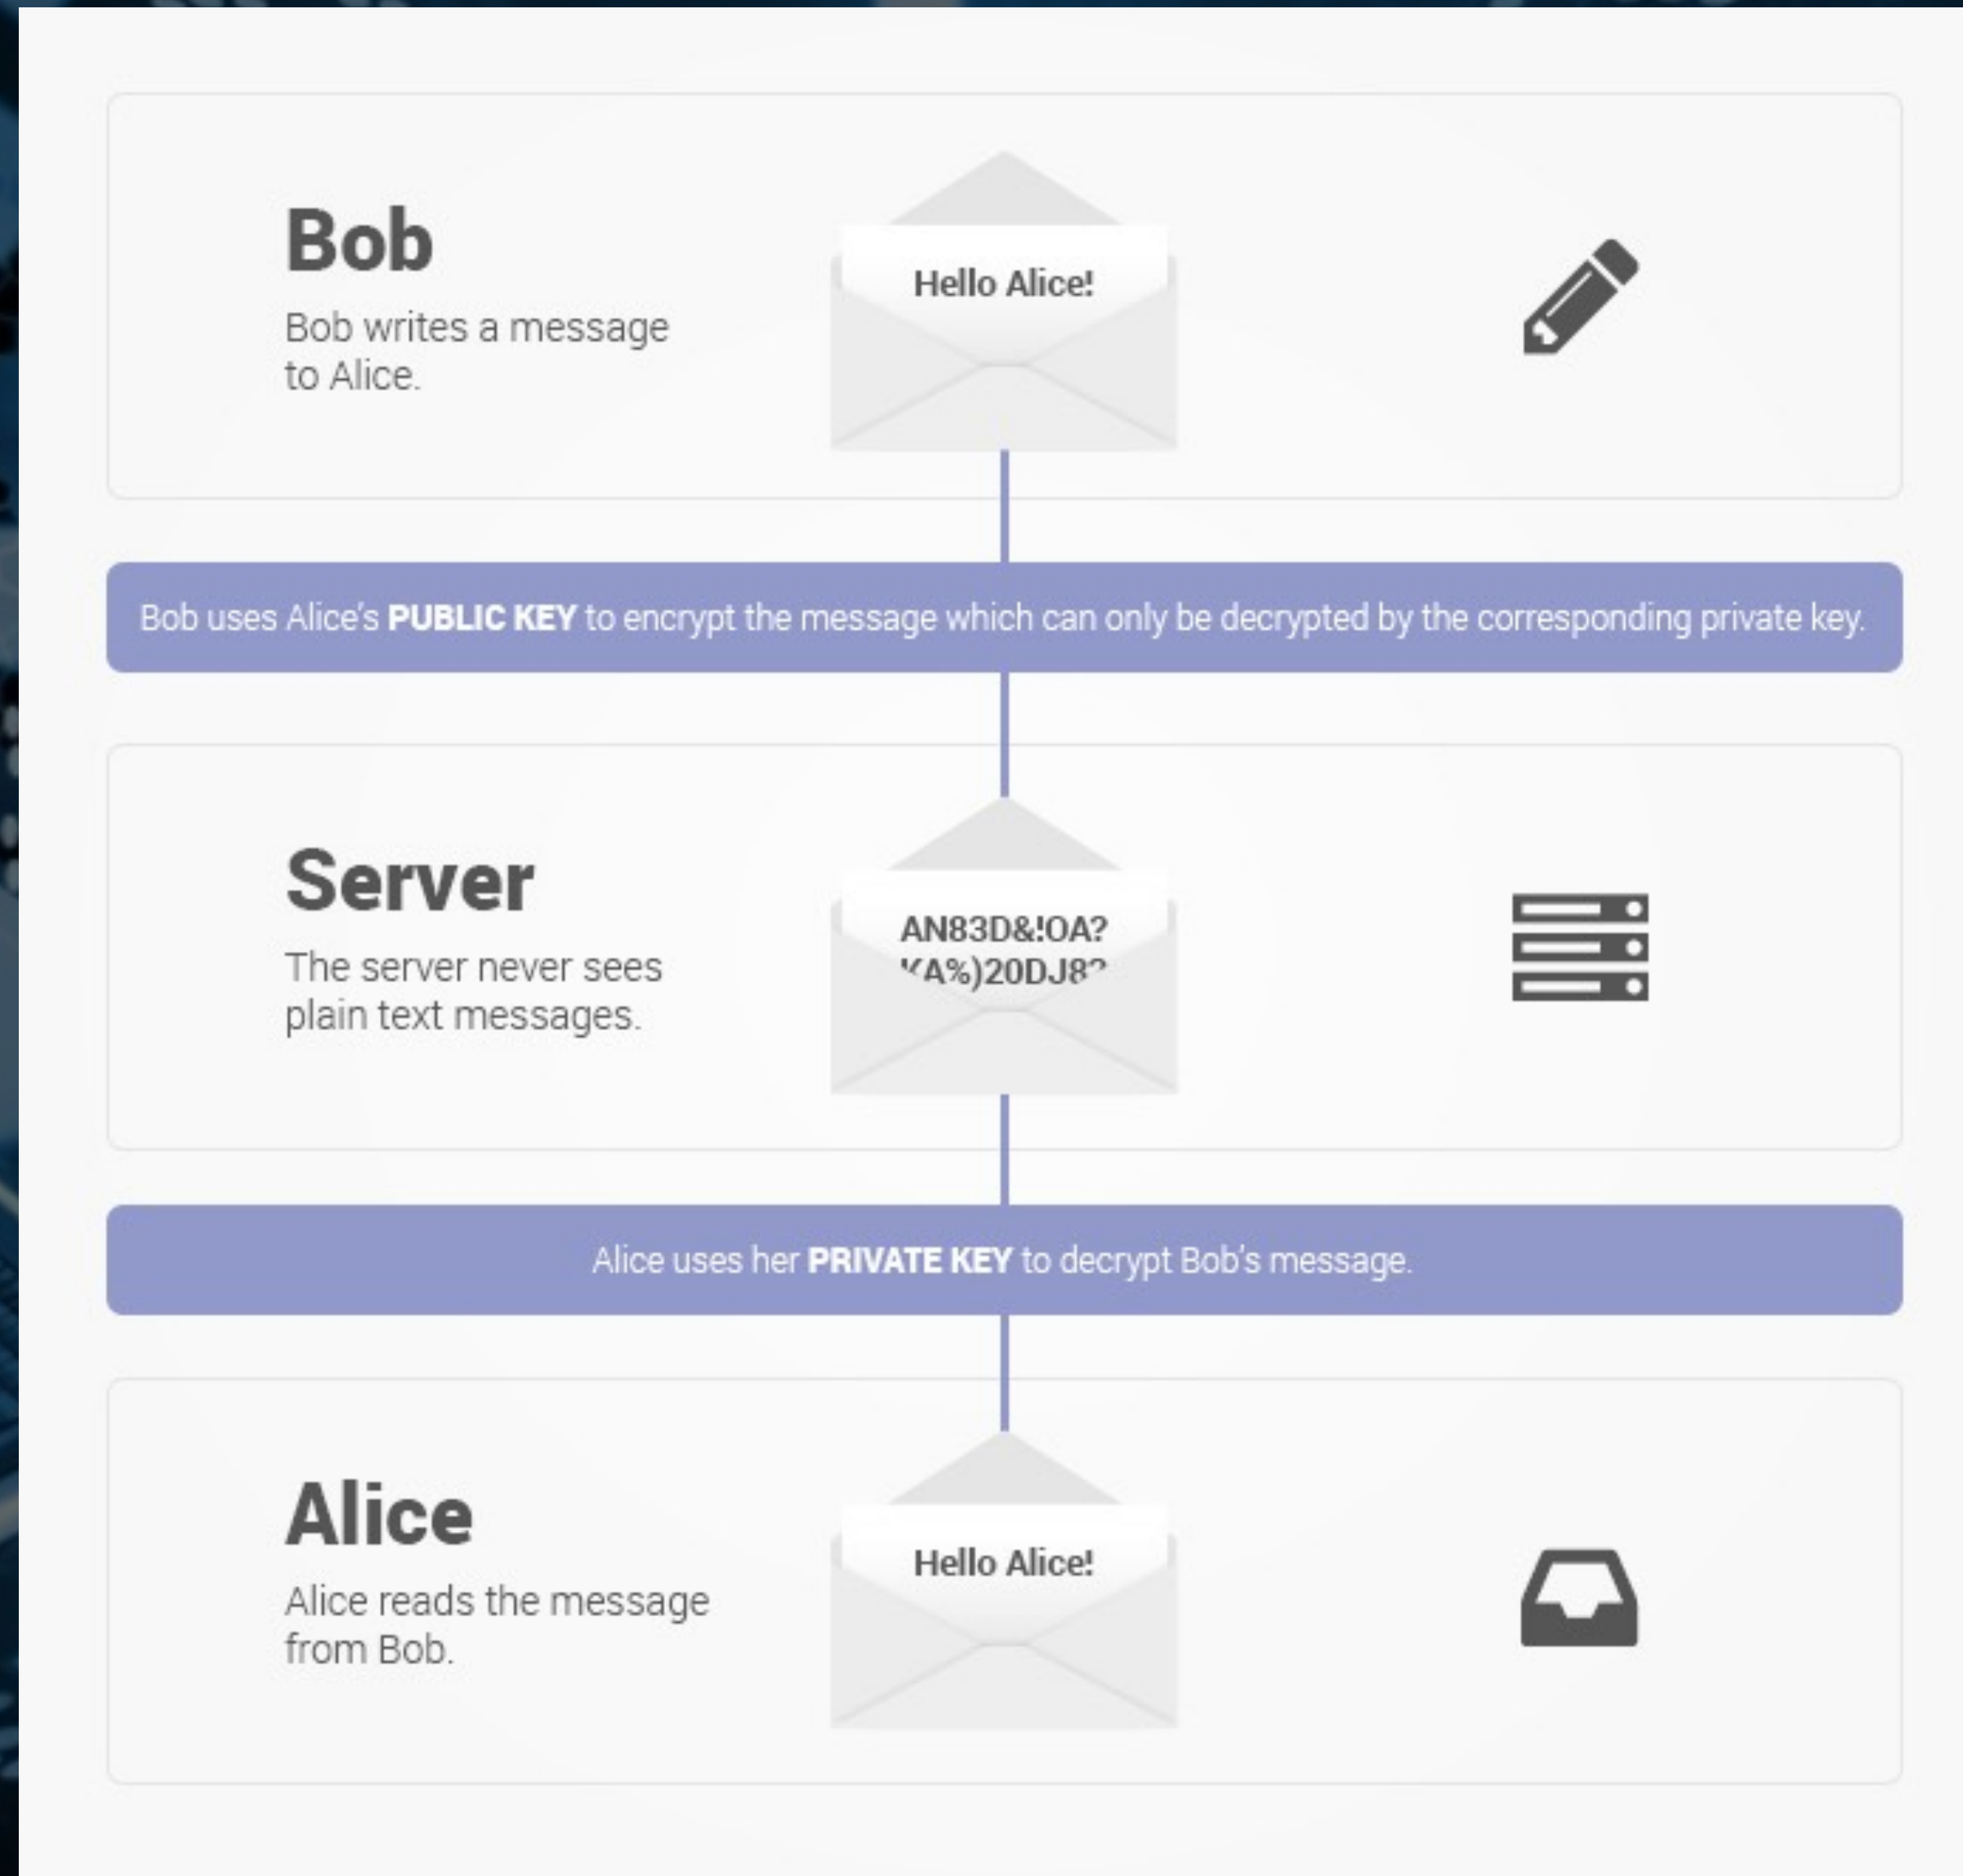 Bob
Bob writes a message
to Alice.
Hello Alice!
Bob uses Alice's PUBLIC KEY to encrypt the message which can only be decrypted by the corresponding private key.
Server
The server never sees
plain text messages.
AN83D&!OA?
KA%)20DJ8?
Alice uses her PRIVATE KEY to decrypt Bob's message.
Alice
Alice reads the message
from Bob.
Hello Alice!